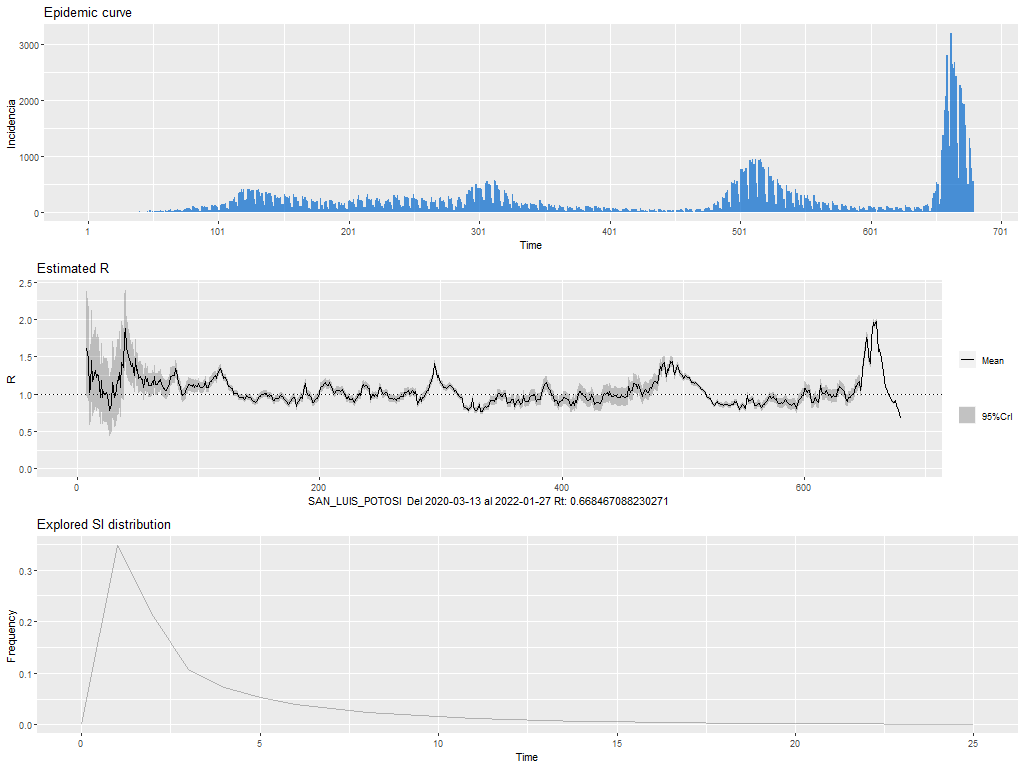 Epidemic curve
3000
2000
1000
0
Incidencia
1 101 201 301 401 501 601 701
Time
Estimated R
2.5
2.0
1.5
1.0
0.5
0.0
R
Mean
95%CrI
0 200 400 600
SAN_LUIS_POTOSI Del 2020-03-13 al 2022-01-27 Rt: 0.668467088230271
Explored SI distribution
0.3
0.2
0.1
0.0
Frequency
0 5 10 15 20 25
Time